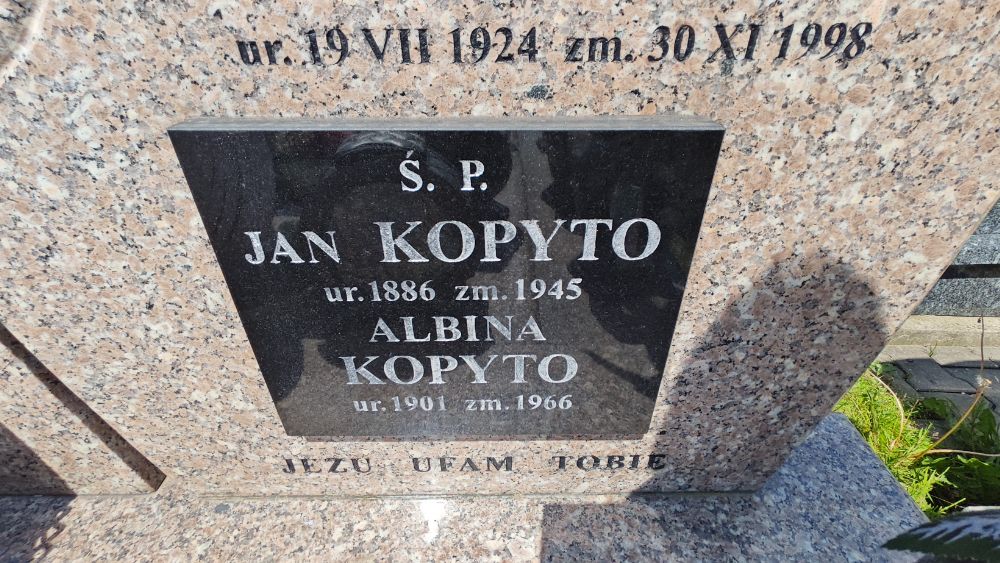 ur. 19 VII 1924 zm. 30 XI 1998
Ś. P.
JAN KOPYTO
ur. 1886 zm. 1945
ALBINA
KOPYTO
ur. 1901 zm. 1966
JEZU UFAM TOBIE